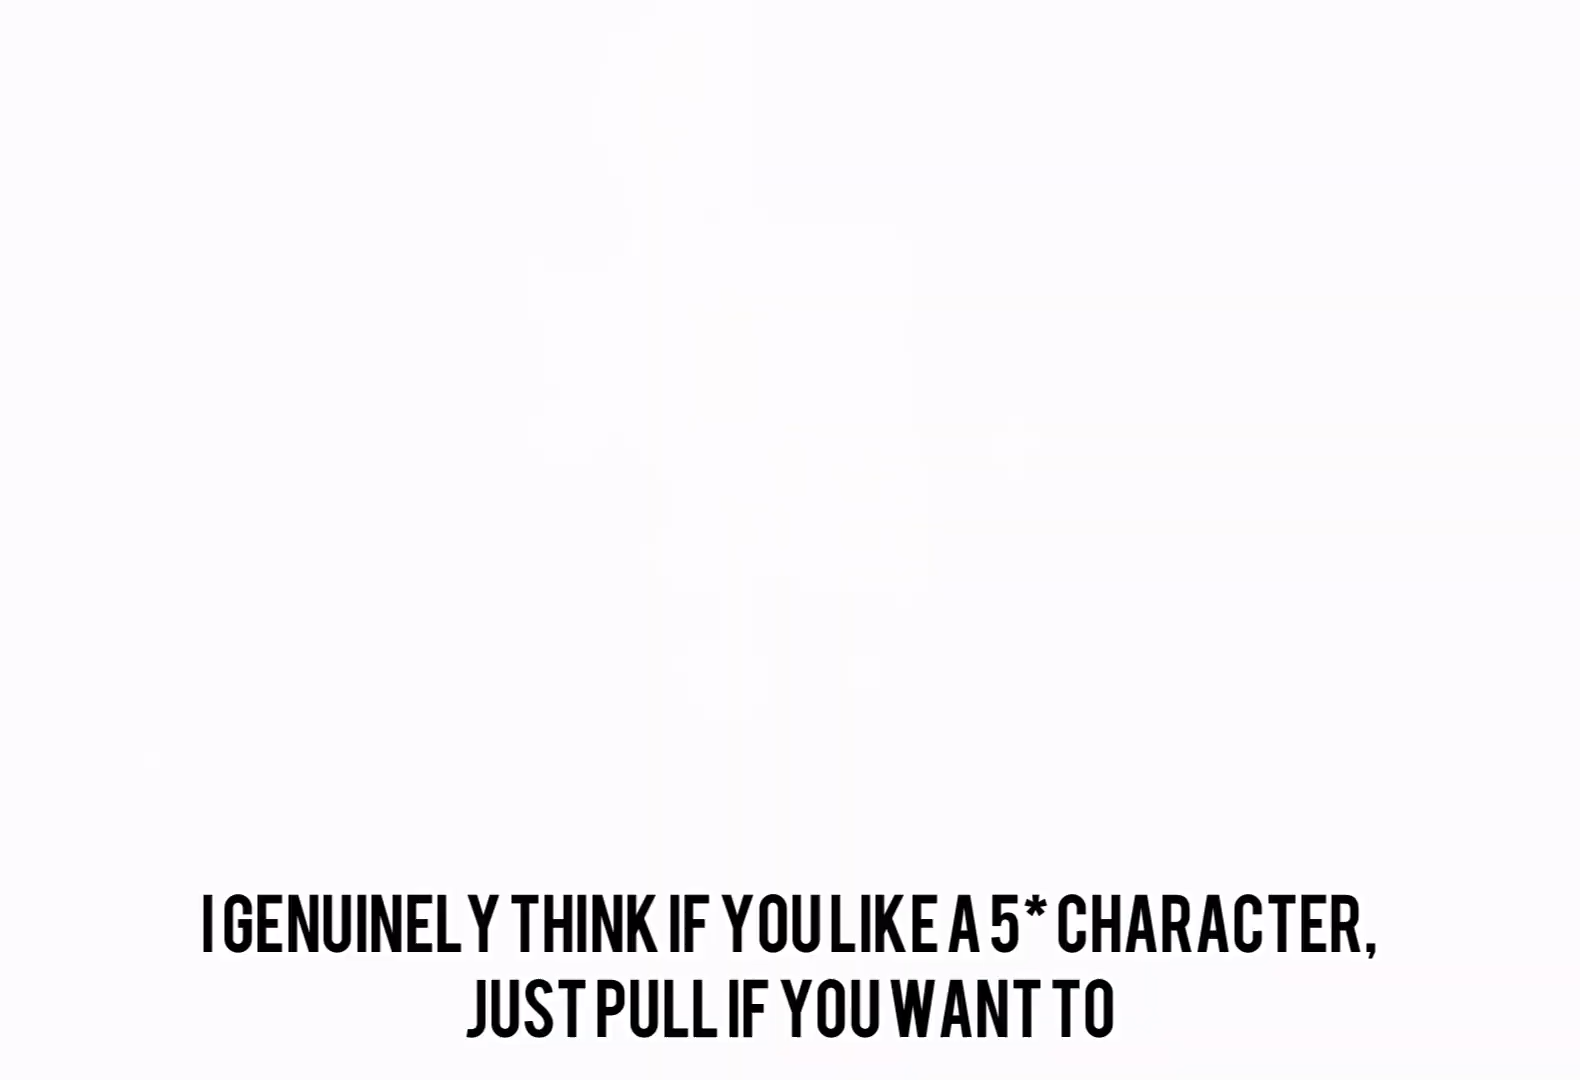 I GENUINELY THINK IF YOU LIKE A 5* CHARACTER,
JUST PULL IF YOU WANT TO